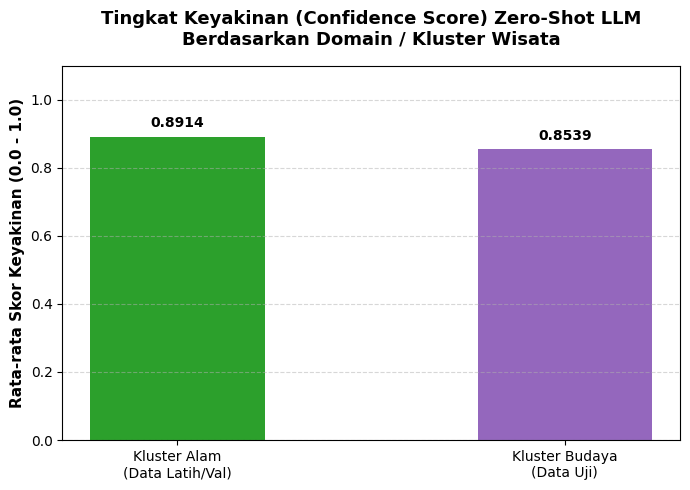 Tingkat Keyakinan (Confidence Score) Zero-Shot LLM
Berdasarkan Domain / Kluster Wisata
Rata-rata Skor Keyakinan (0.0 - 1.0)
1.0
0.8
0.6
0.4
0.2
0.0
0.8914
0.8539
Kluster Alam
(Data Latih/Val)
Kluster Budaya
(Data Uji)